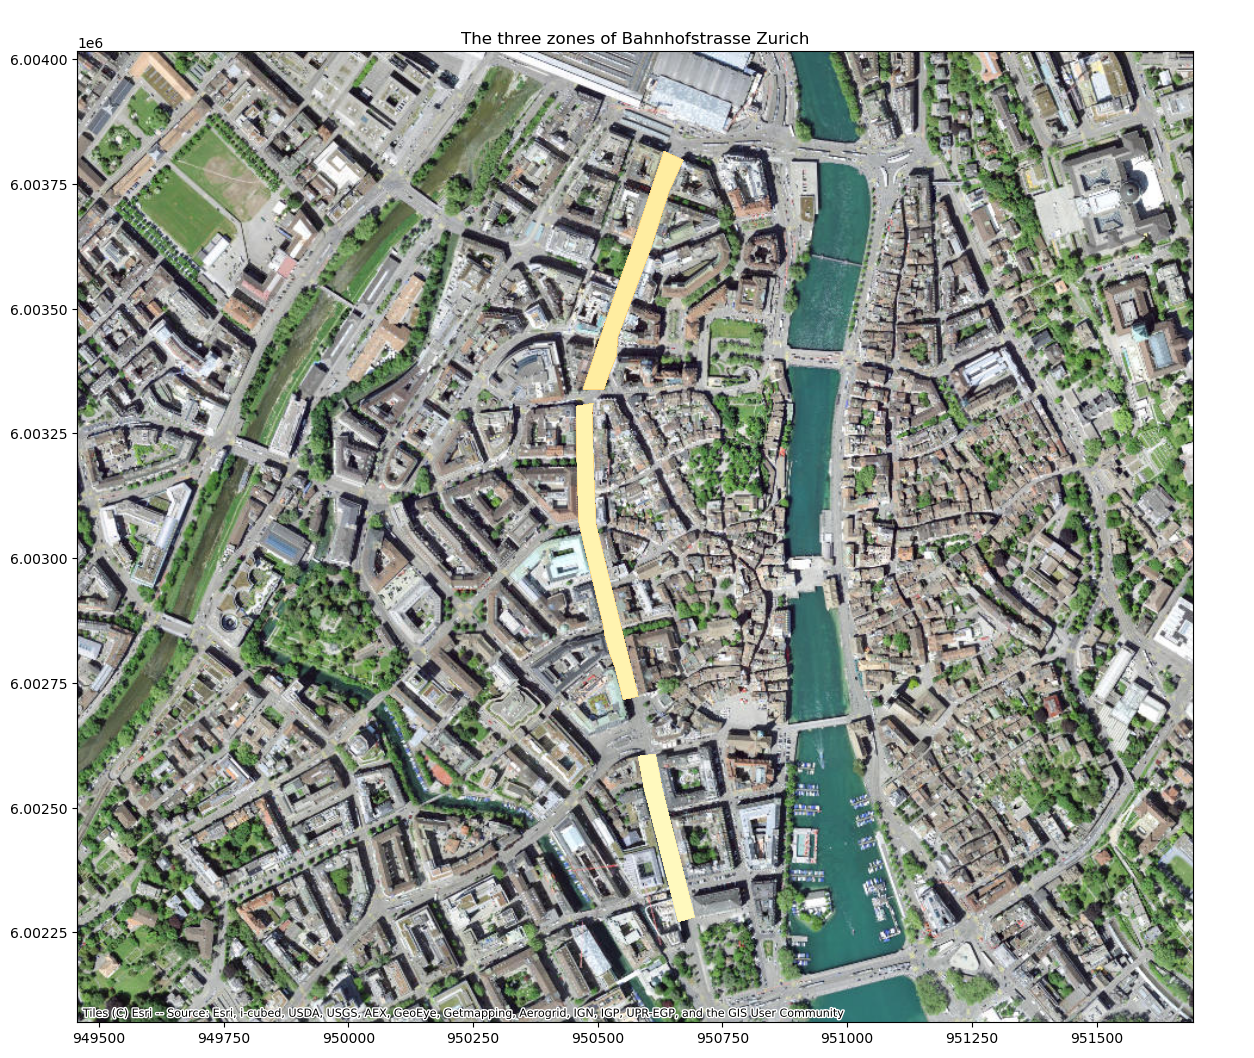 The three zones of Bahnhofstrasse Zurich
1e6
6.00400
6.00375
6.00350
6.00325
6.00300
6.00275
6.00250
6.00225
Tiles (C) Esri -- Source: Esri, i-cubed, USDA, USGS, AEX, GeoEye, Getmapping, Aerogrid, IGN, IGP, UPR-EGP, and the GIS User Community
949500 949750 950000 950250 950500 950750 951000 951250 951500